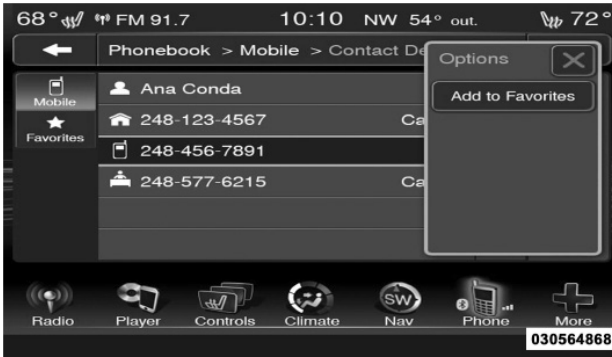 68° FM 91.7 10:10 NW 54° out. 72°
Phonebook > Mobile > Contact De
Options
Mobile
Ana Conda
Add to Favorites
Favorites
248-123-4567 Ca
248-456-7891
248-577-6215 Ca
SW
Radio Player Controls Climate Nav Phone More
030564868